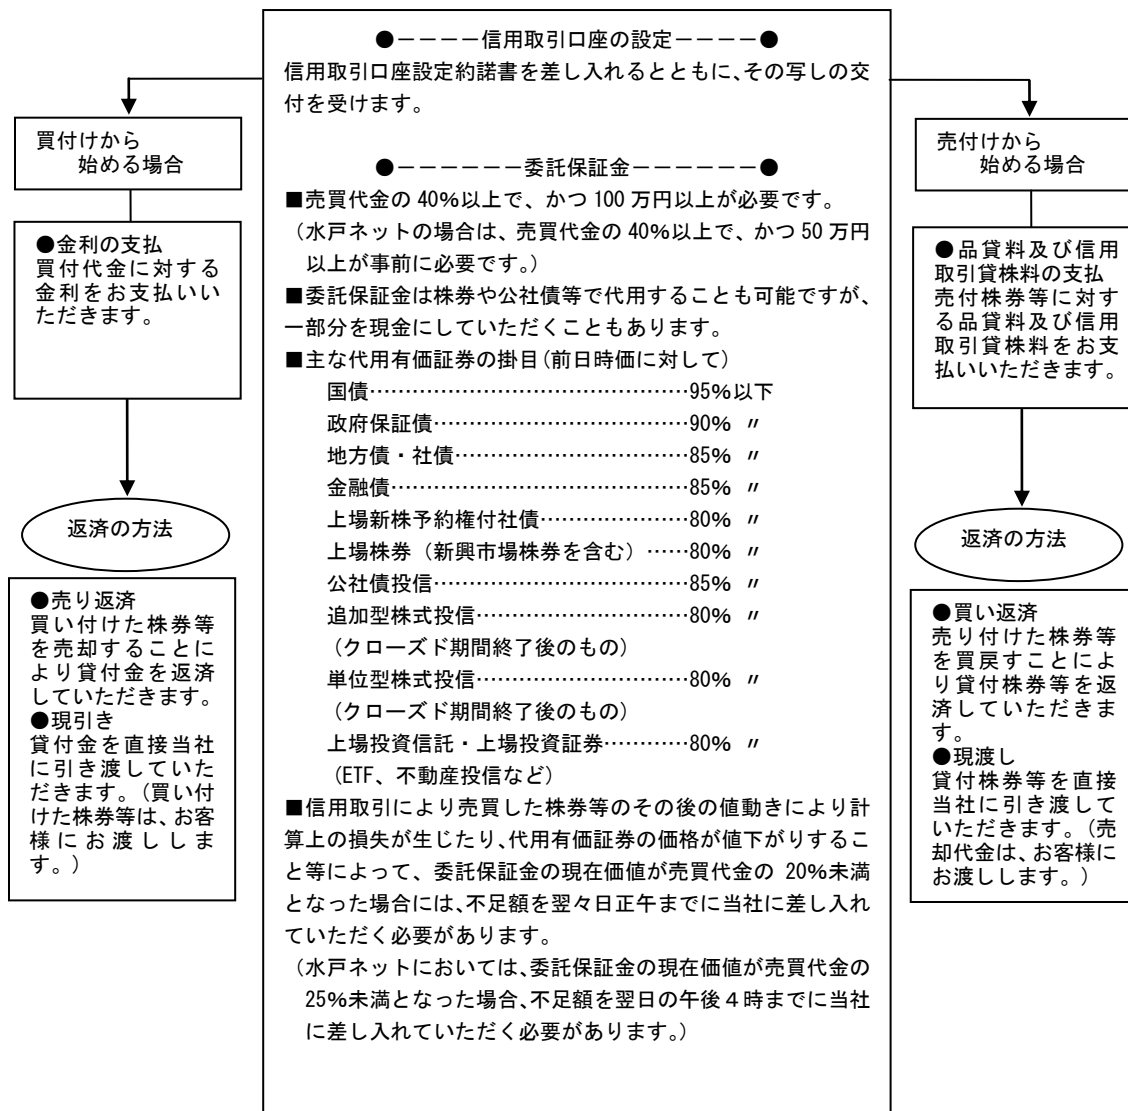 ●－－－－信用取引口座の設定－－－－●
信用取引口座設定約諾書を差し入れるとともに、その写しの交
付を受けます。
●－－－－－－委託保証金－－－－－－●
■売買代金の 40％以上で、かつ 100 万円以上が必要です。
（水戸ネットの場合は、売買代金の 40％以上で、かつ 50 万円
以上が事前に必要です。）
■委託保証金は株券や公社債等で代用することも可能ですが、
一部分を現金にしていただくこともあります。
■主な代用有価証券の掛目（前日時価に対して）
国債………………………………………95％以下
政府保証債………………………………90％ 〃
地方債・社債……………………………85％ 〃
金融債……………………………………85％ 〃
上場新株予約権付社債…………………80％ 〃
上場株券（新興市場株券を含む）……80％ 〃
公社債投信………………………………85％ 〃
追加型株式投信…………………………80％ 〃
（クローズド期間終了後のもの）
単位型株式投信…………………………80％ 〃
（クローズド期間終了後のもの）
上場投資信託・上場投資証券…………80％ 〃
（ETF、不動産投信など）
■信用取引により売買した株券等のその後の値動きにより計
算上の損失が生じたり、代用有価証券の価格が値下がりするこ
と等によって、委託保証金の現在価値が売買代金の 20％未満
となった場合には、不足額を翌々日正午までに当社に差し入れ
ていただく必要があります。
（水戸ネットにおいては、委託保証金の現在価値が売買代金の
25％未満となった場合、不足額を翌日の午後４時までに当社
に差し入れていただく必要があります。）
買付けから
始める場合
●金利の支払
買付代金に対する
金利をお支払いい
ただきます。
返済の方法
●売り返済
買い付けた株券等
を売却することに
より貸付金を返済
していただきます。
●現引き
貸付金を直接当社
に引き渡していた
だきます。（買い付
けた株券等は、お客
様にお渡ししま
す。）
売付けから
始める場合
●品貸料及び信用
取引貸株料の支払
売付株券等に対す
る品貸料及び信用
取引貸株料をお支
払いいただきます。
返済の方法
●買い返済
売り付けた株券等
を買戻すことによ
り貸付株券等を返
済していただきま
す。
●現渡し
貸付株券等を直接
当社に引き渡して
いただきます。（売
却代金は、お客様に
お渡しします。）